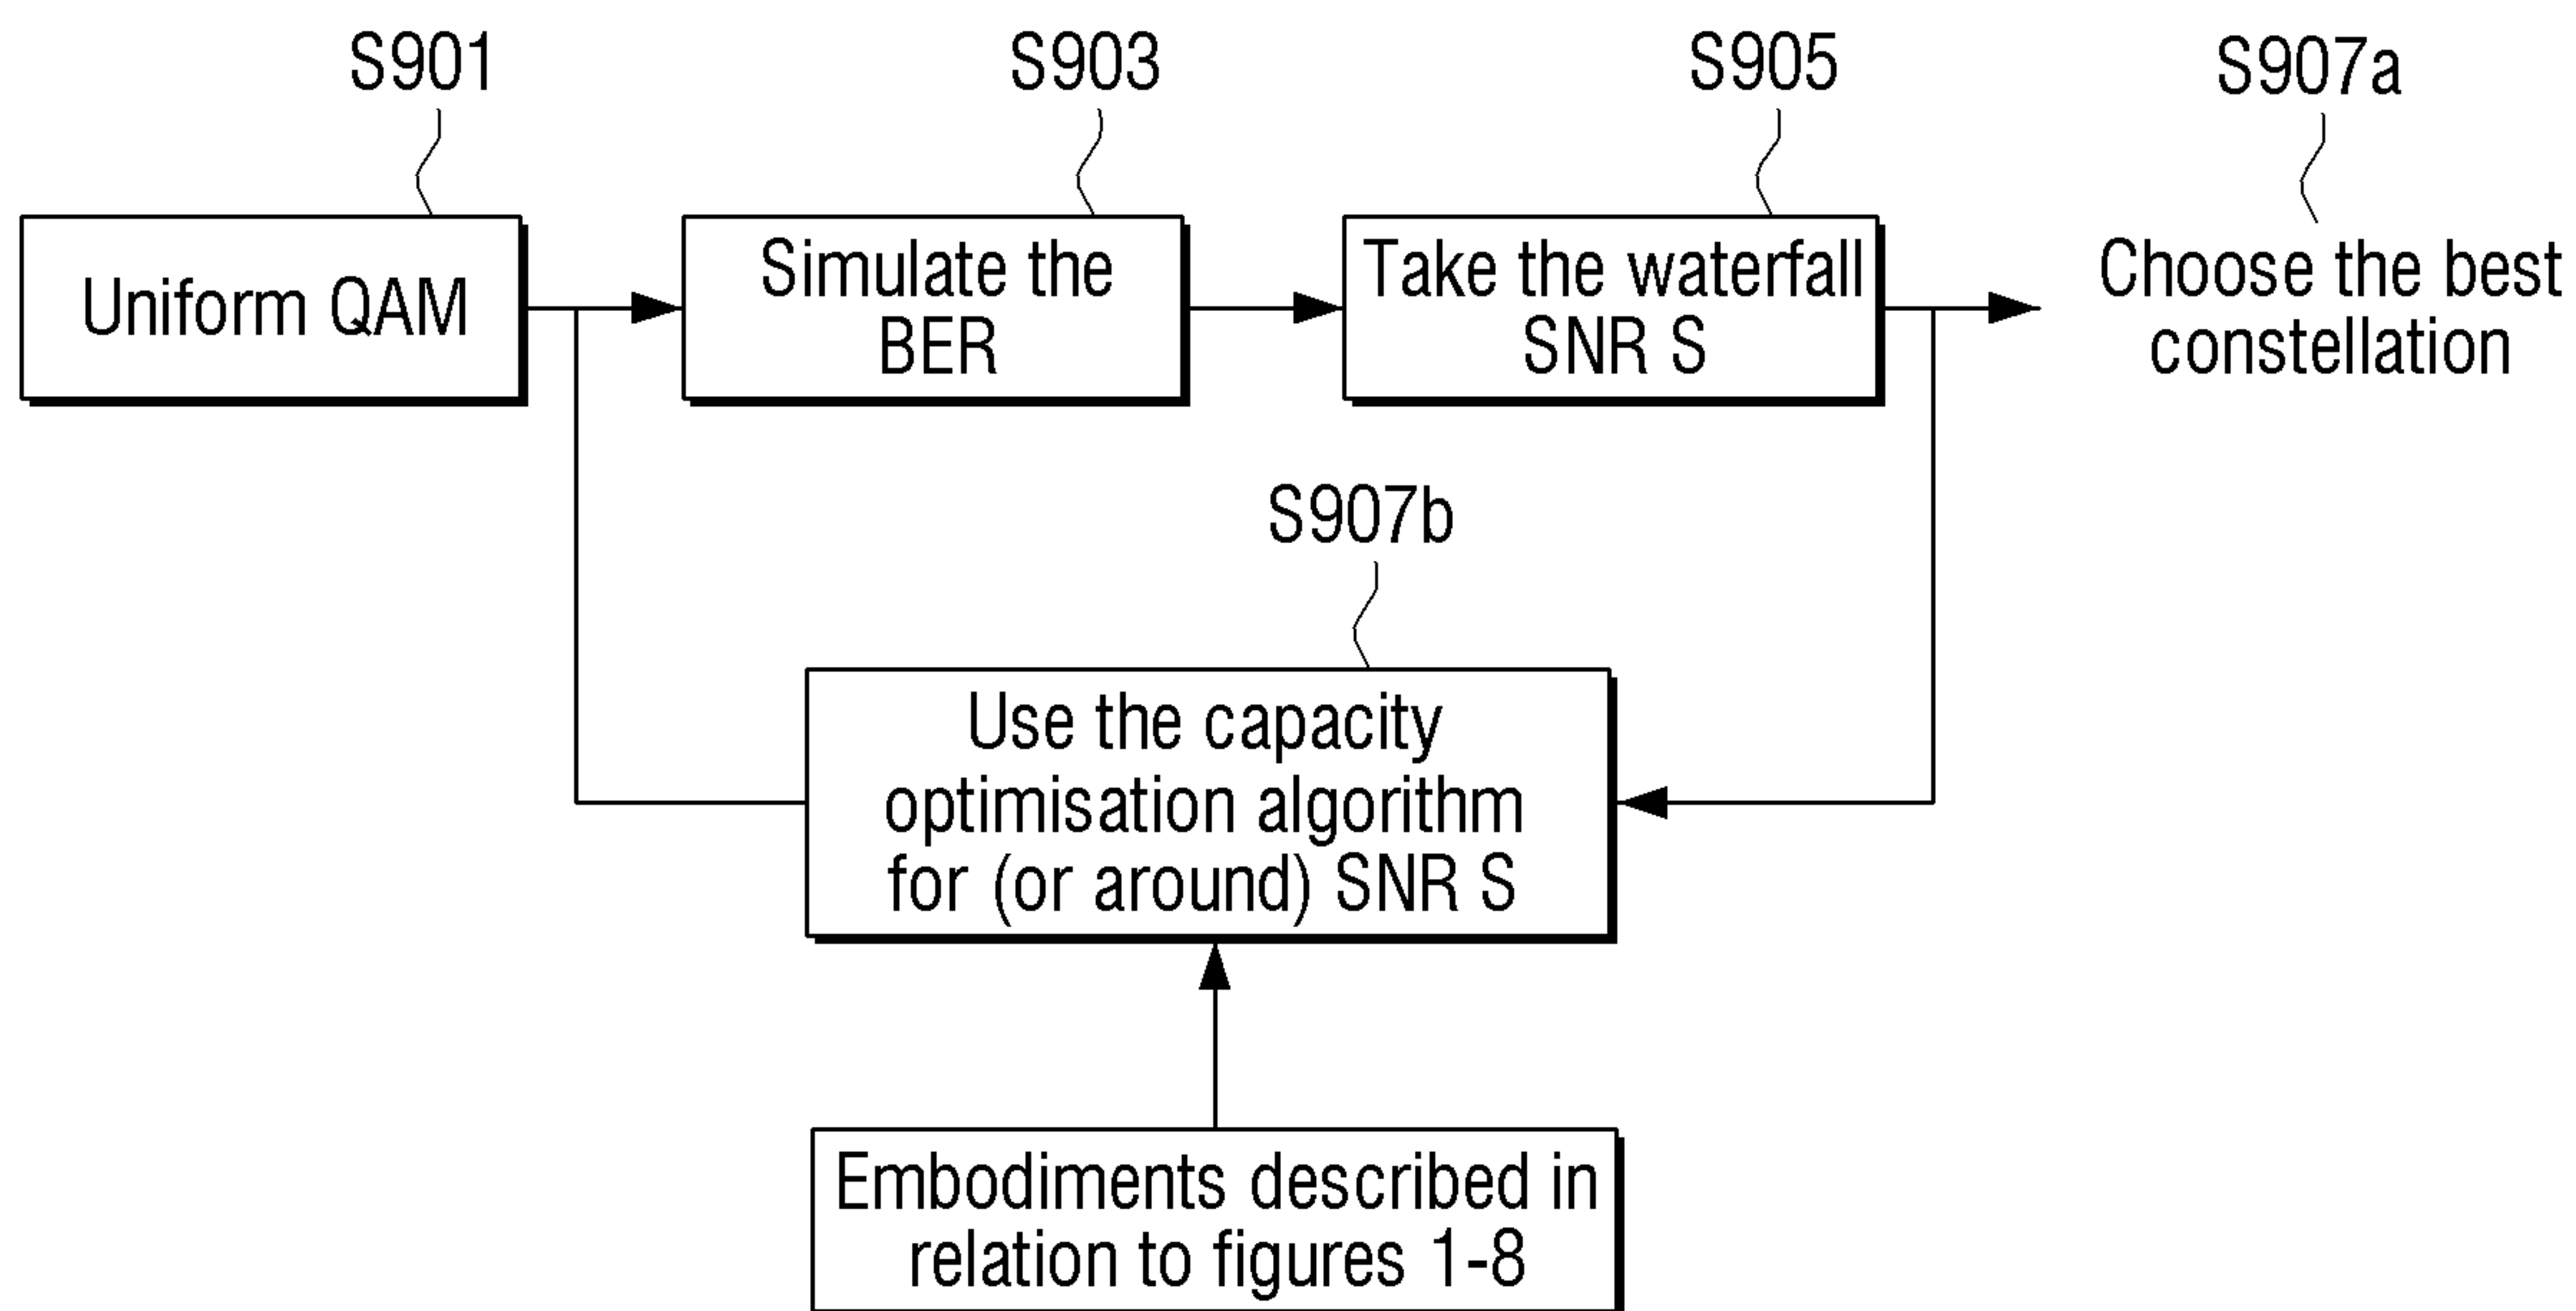 S901
S903
S905
S907a
Uniform QAM
Simulate the
BER
Take the waterfall
SNR S
Choose the best
constellation
S907b
Use the capacity
optimisation algorithm
for (or around) SNR S
Embodiments described in
relation to figures 1-8